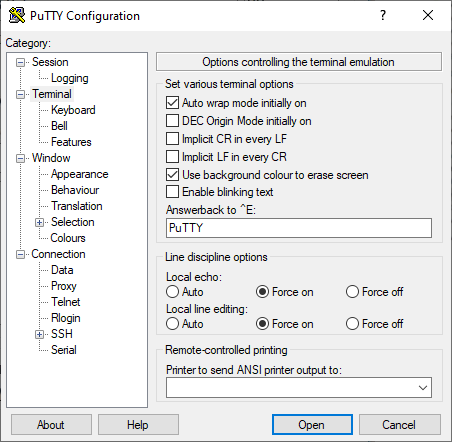 PuTTY Configuration
?
Category:
Session
Logging
Terminal
Keyboard
Bell
Features
Window
Appearance
Behaviour
Translation
Selection
Colours
Connection
Data
Proxy
Telnet
Rlogin
SSH
Serial
Options controlling the terminal emulation
Set various terminal options
Auto wrap mode initially on
DEC Origin Mode initially on
Implicit CR in every LF
Implicit LF in every CR
Use background colour to erase screen
Enable blinking text
Answerback to ^E:
PuTTY
Line discipline options
Local echo:
Auto Force on Force off
Local line editing:
Auto Force on Force off
Remote-controlled printing
Printer to send ANSI printer output to:
About Help Open Cancel